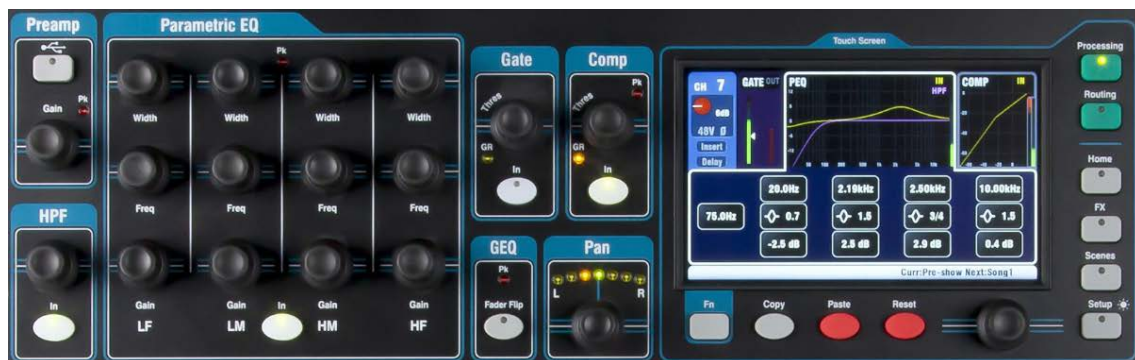 Preamp
Gain
Pk
HPF
In
Parametric EQ
Pk
Width Width Width Width
Freq Freq Freq Freq
Gain Gain In Gain Gain
LF LM HM HF
Gate
Thres
GR
In
Comp
Pk
Thres
GR
In
GEQ
Pk
Fader Flip
Pan
L R
Touch Screen
CH 7
0dB
48V Ø
Insert
Delay
GATE OUT
PEQ IN
HPF
COMP IN
20.0Hz 2.19kHz 2.50kHz 10.00kHz
75.0Hz 0.7 1.5 3/4 1.5
-2.5 dB 2.5 dB 2.9 dB 0.4 dB
Curr:Pre-show Next:Song1
Fn
Copy
Paste
Reset
Processing
Routing
Home
FX
Scenes
Setup